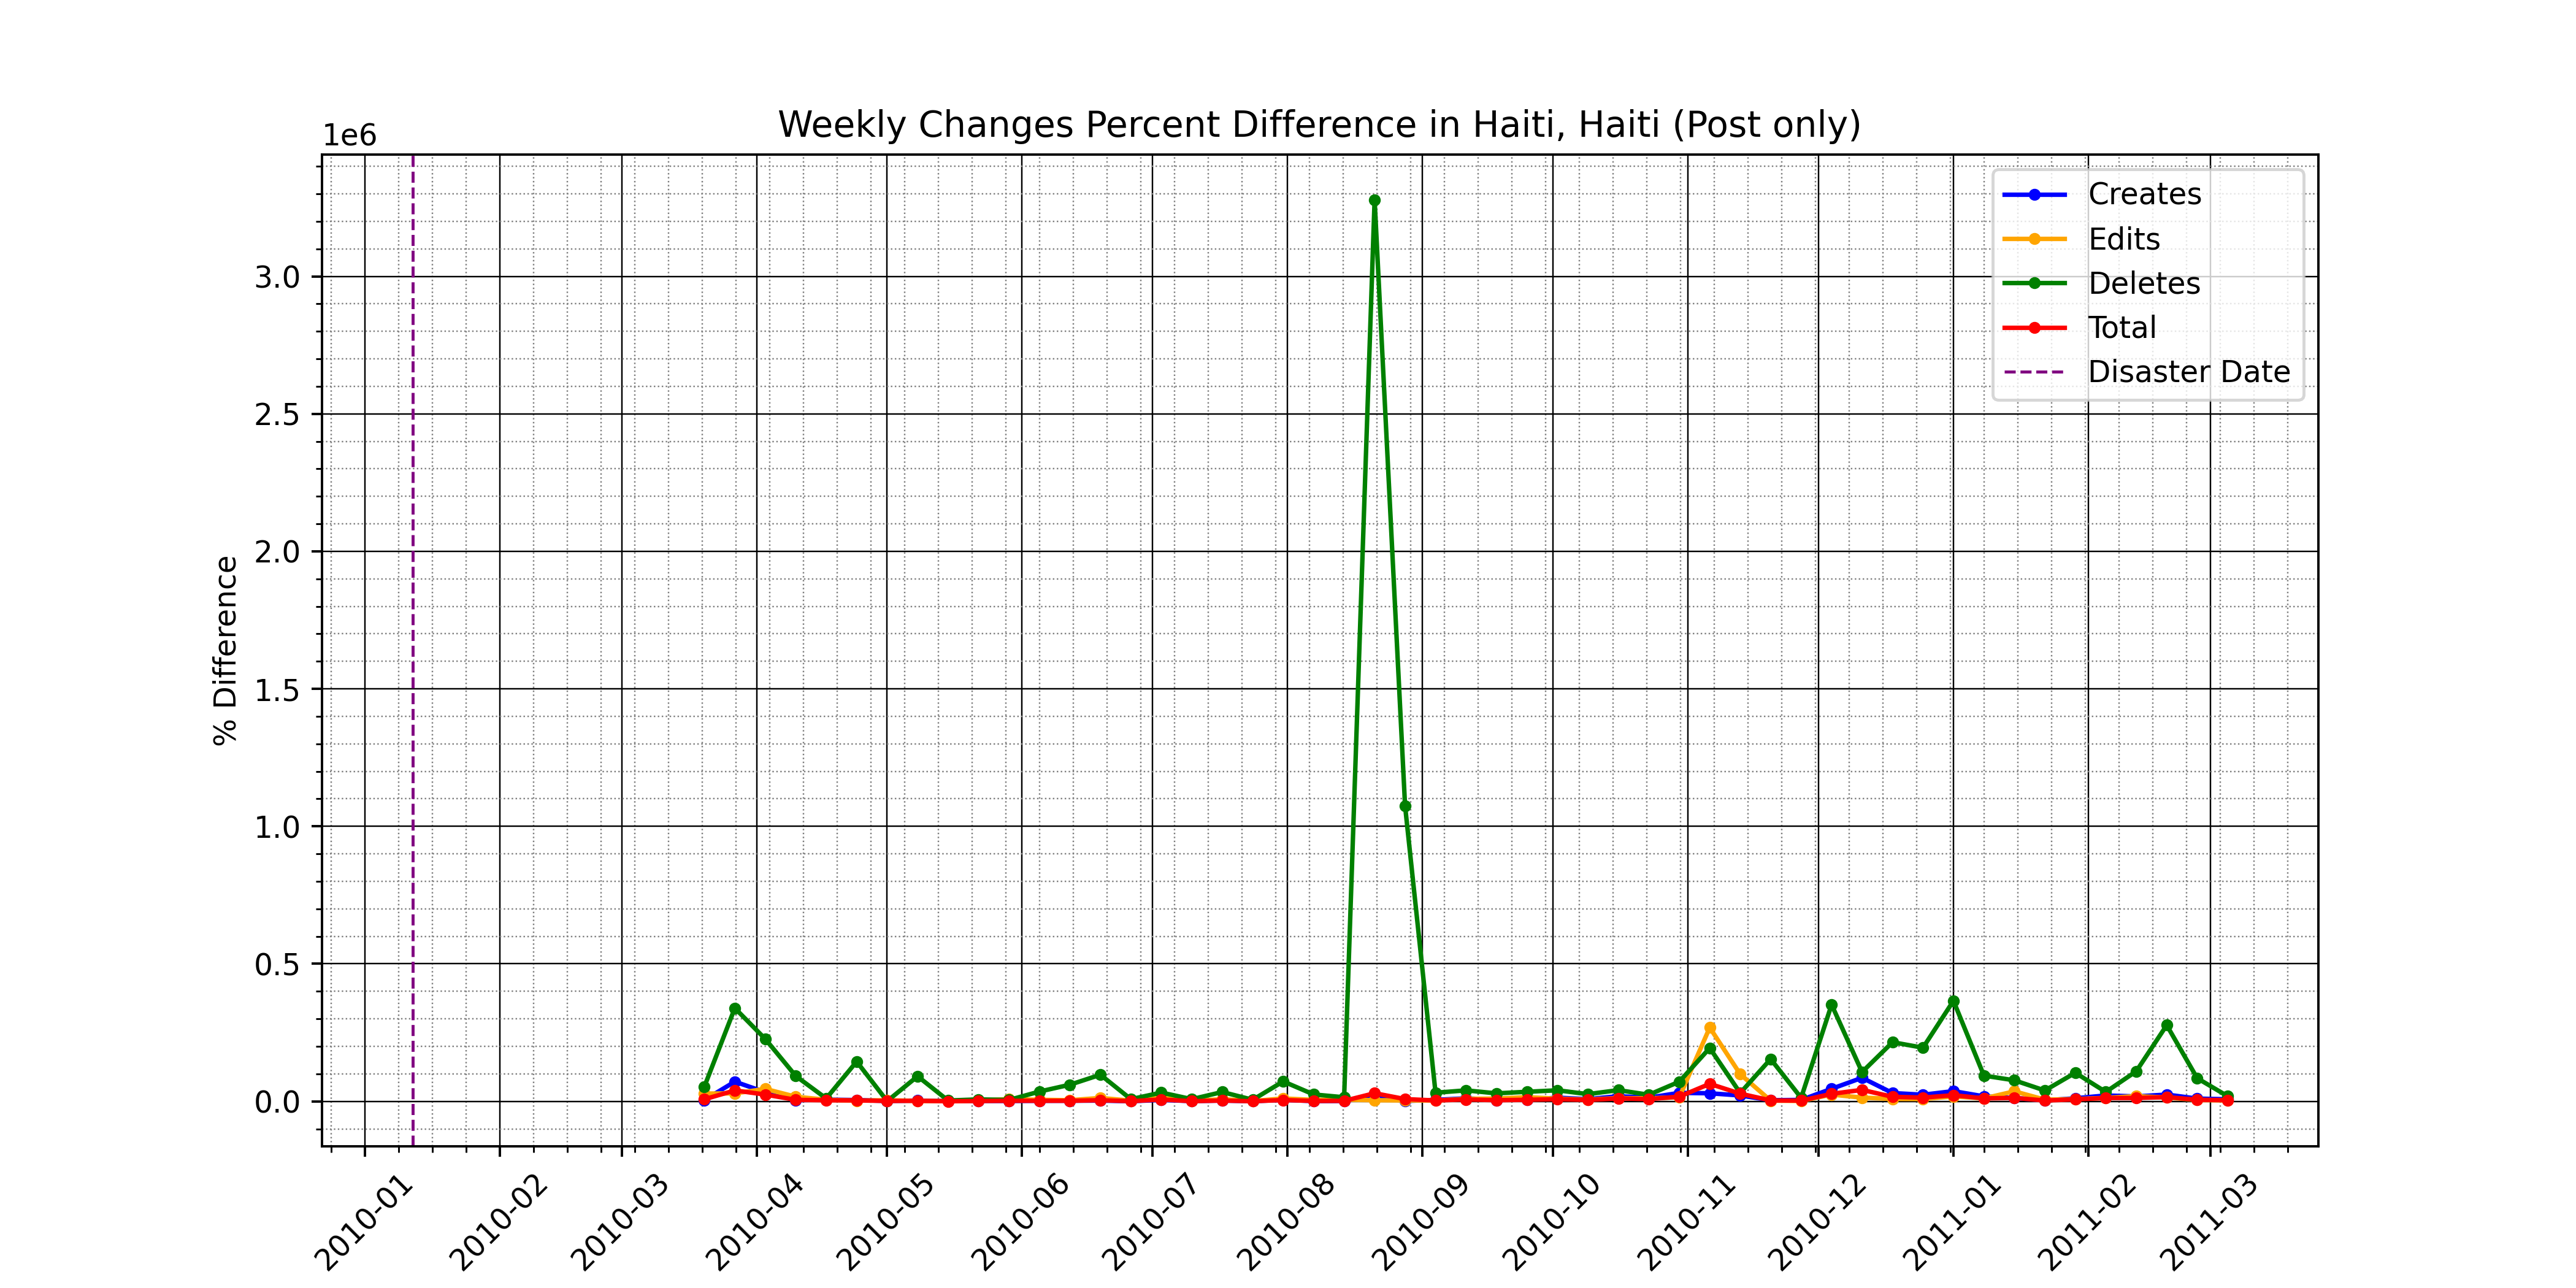 Weekly Changes Percent Difference in Haiti, Haiti (Post only)
1e6
% Difference
3.0
2.5
2.0
1.5
1.0
0.5
0.0
2010-01
2010-02
2010-03
2010-04
2010-05
2010-06
2010-07
2010-08
2010-09
2010-10
2010-11
2010-12
2011-01
2011-02
2011-03
Creates
Edits
Deletes
Total
Disaster Date